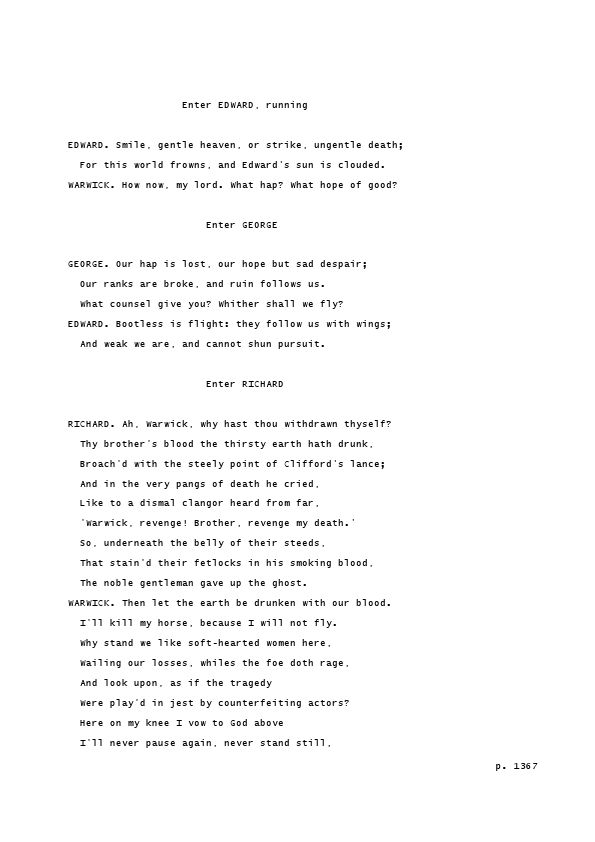 Enter EDWARD, running
EDWARD. Smile, gentle heaven, or strike, ungentle death;
For this world frowns, and Edward's sun is clouded.
WARWICK. How now, my lord. What hap? What hope of good?
Enter GEORGE
GEORGE. Our hap is lost, our hope but sad despair;
Our ranks are broke, and ruin follows us.
What counsel give you? Whither shall we fly?
EDWARD. Bootless is flight: they follow us with wings;
And weak we are, and cannot shun pursuit.
Enter RICHARD
RICHARD. Ah, Warwick, why hast thou withdrawn thyself?
Thy brother's blood the thirsty earth hath drunk,
Broach'd with the steely point of Clifford's lance;
And in the very pangs of death he cried,
Like to a dismal clangor heard from far,
'Warwick, revenge! Brother, revenge my death.'
So, underneath the belly of their steeds,
That stain'd their fetlocks in his smoking blood,
The noble gentleman gave up the ghost.
WARWICK. Then let the earth be drunken with our blood.
I'll kill my horse, because I will not fly.
Why stand we like soft-hearted women here,
Wailing our losses, whiles the foe doth rage,
And look upon, as if the tragedy
Were play'd in jest by counterfeiting actors?
Here on my knee I vow to God above
I'll never pause again, never stand still,
p. 1367